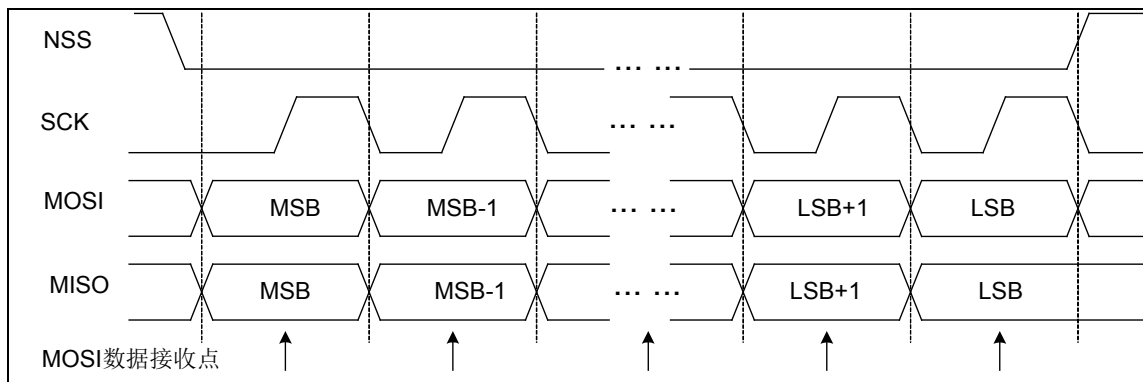 NSS
... ...
SCK
... ...
MOSI MSB MSB-1 ... ... LSB+1 LSB
MISO MSB MSB-1 ... ... LSB+1 LSB
MOSI数据接收点